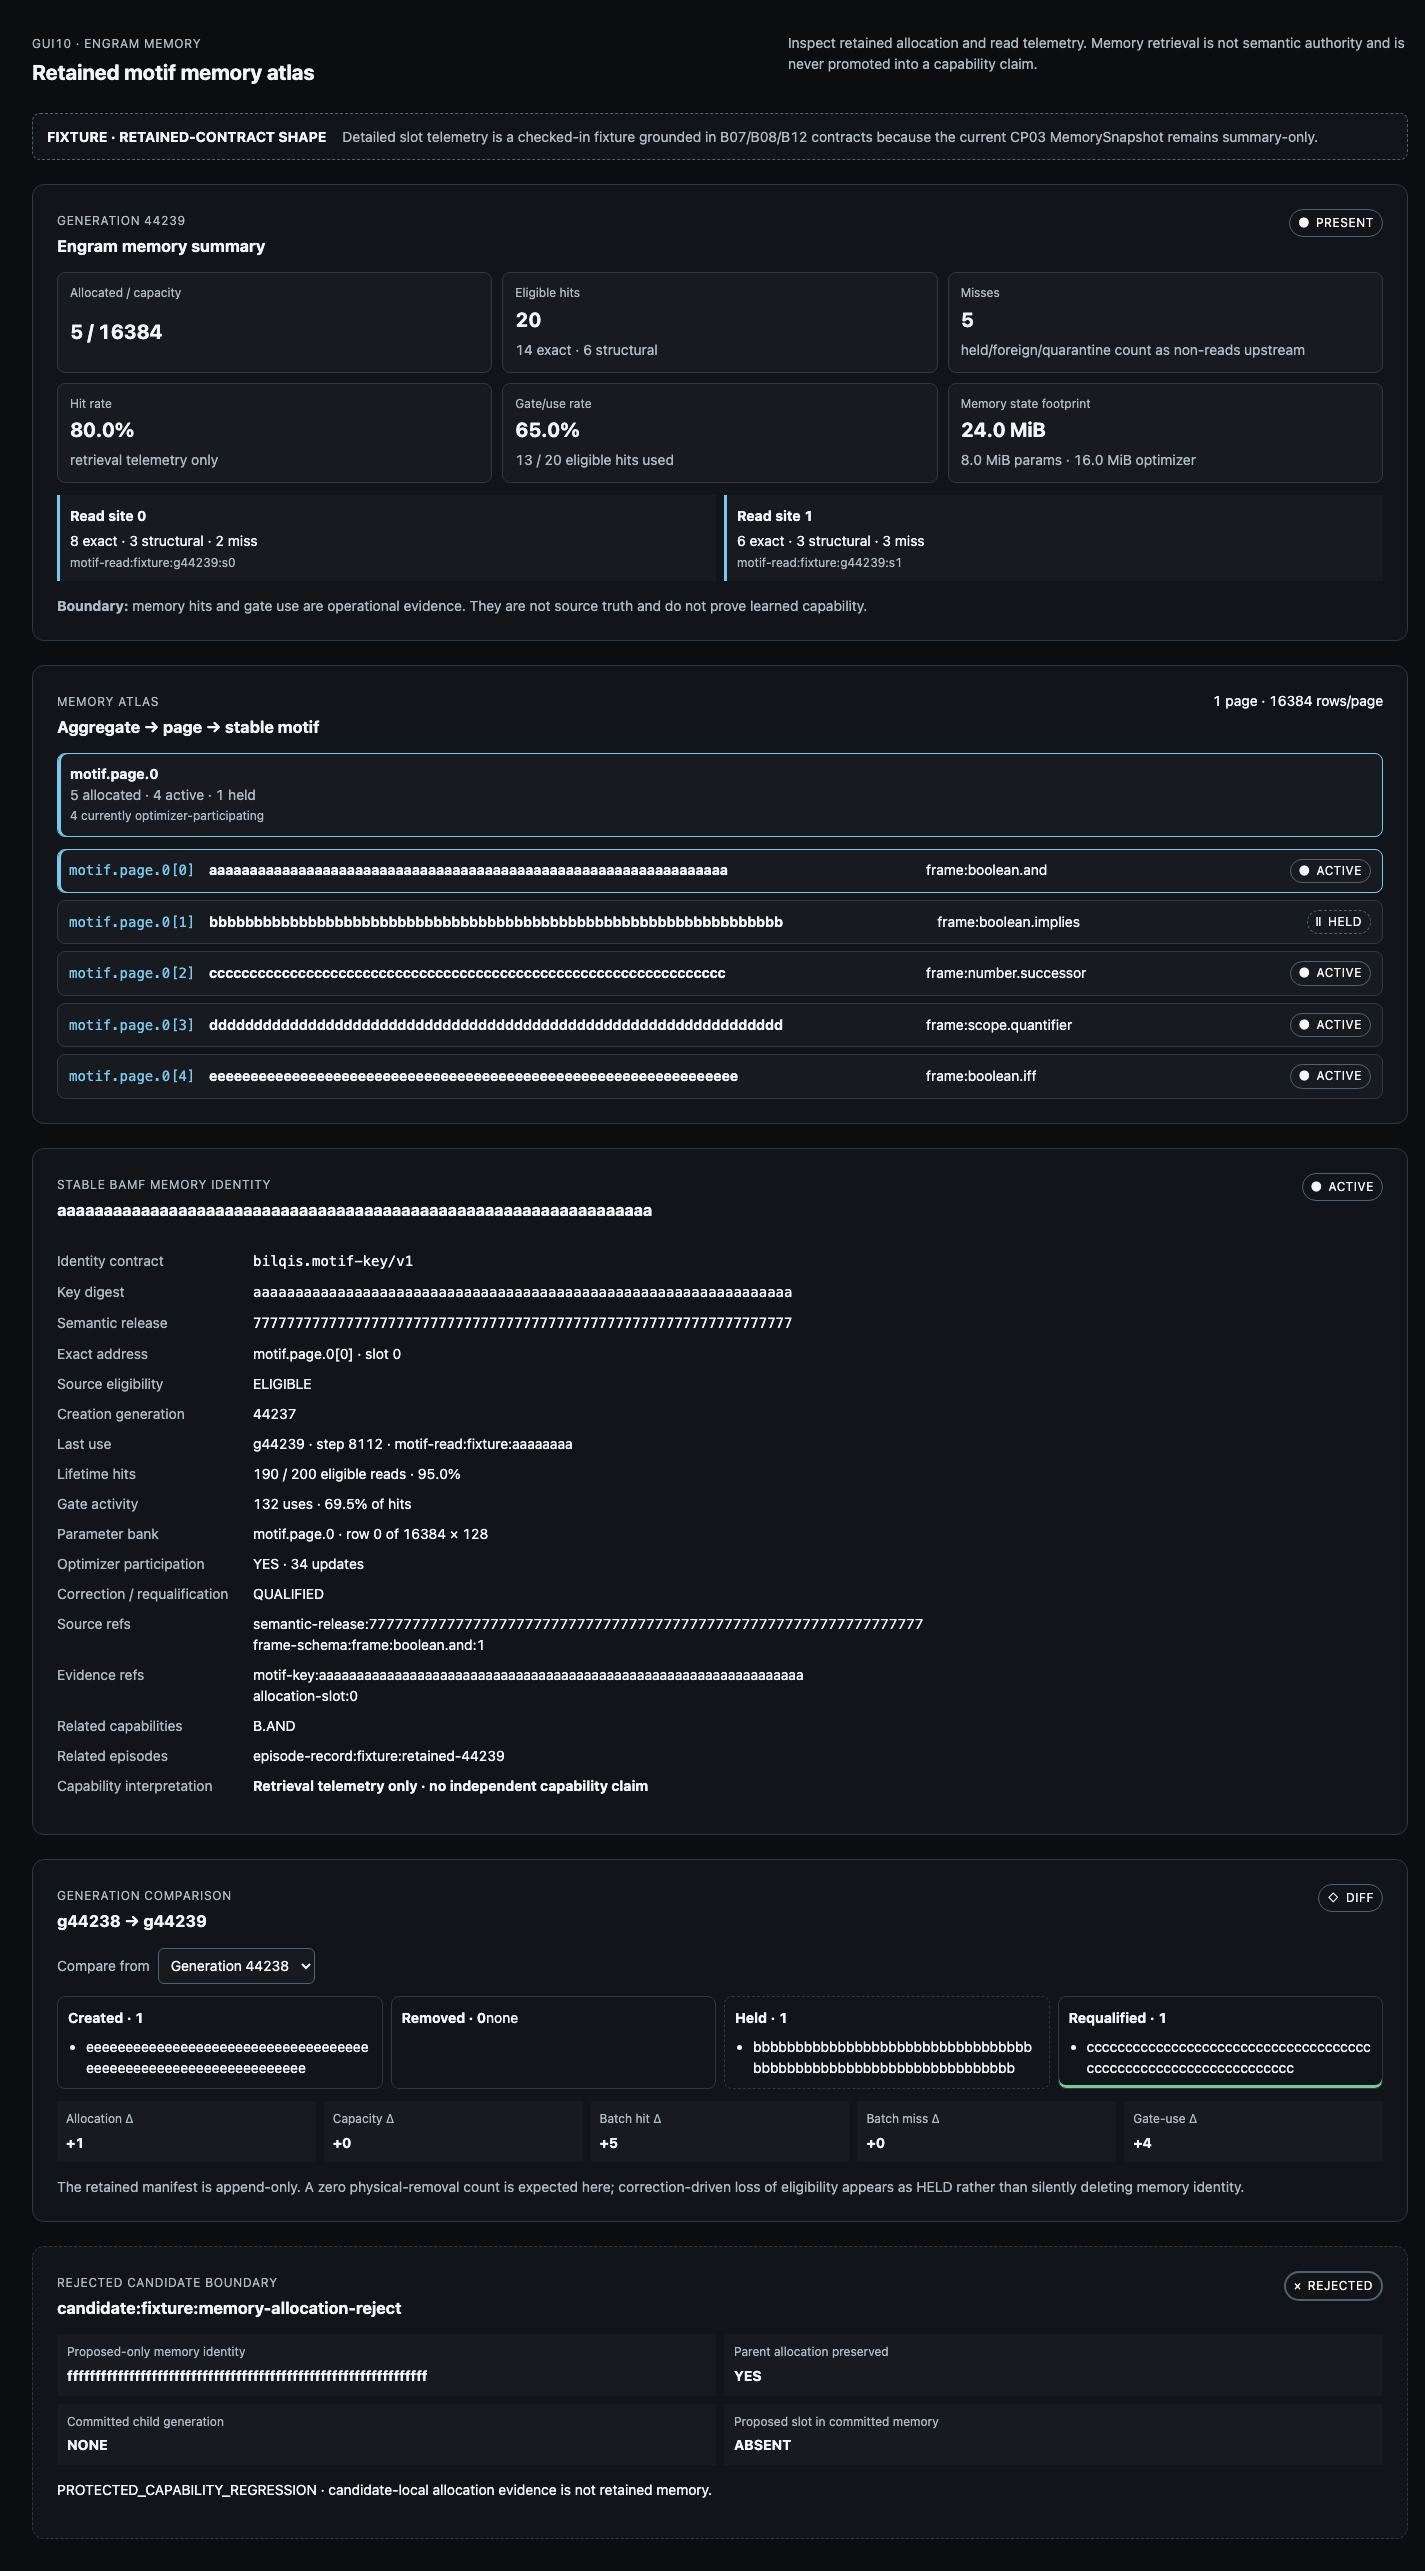 GUI10 · ENGRAM MEMORY
Retained motif memory atlas
Inspect retained allocation and read telemetry. Memory retrieval is not semantic authority and is
never promoted into a capability claim.
FIXTURE · RETAINED-CONTRACT SHAPE Detailed slot telemetry is a checked-in fixture grounded in B07/B08/B12 contracts because the current CP03 MemorySnapshot remains summary-only.
GENERATION 44239
PRESENT
Engram memory summary
Allocated / capacity
5 / 16384
Eligible hits
20
14 exact · 6 structural
Misses
5
held/foreign/quarantine count as non-reads upstream
Hit rate
80.0%
retrieval telemetry only
Gate/use rate
65.0%
13 / 20 eligible hits used
Memory state footprint
24.0 MiB
8.0 MiB params · 16.0 MiB optimizer
Read site 0
8 exact · 3 structural · 2 miss
motif-read:fixture:g44239:s0
Read site 1
6 exact · 3 structural · 3 miss
motif-read:fixture:g44239:s1
Boundary: memory hits and gate use are operational evidence. They are not source truth and do not prove learned capability.
MEMORY ATLAS
1 page · 16384 rows/page
Aggregate → page → stable motif
motif.page.0
5 allocated · 4 active · 1 held
4 currently optimizer-participating
motif.page.0[0] aaaaaaaaaaaaaaaaaaaaaaaaaaaaaaaaaaaaaaaaaaaaaaaaaaaaaaaaaaaaaaaa frame:boolean.and ACTIVE
motif.page.0[1] bbbbbbbbbbbbbbbbbbbbbbbbbbbbbbbbbbbbbbbbbbbbbbbbbbbbbbbbbbbbbbbb frame:boolean.implies HELD
motif.page.0[2] cccccccccccccccccccccccccccccccccccccccccccccccccccccccccccccccc frame:number.successor ACTIVE
motif.page.0[3] dddddddddddddddddddddddddddddddddddddddddddddddddddddddddddddddd frame:scope.quantifier ACTIVE
motif.page.0[4] eeeeeeeeeeeeeeeeeeeeeeeeeeeeeeeeeeeeeeeeeeeeeeeeeeeeeeeeeeeeeeee frame:boolean.iff ACTIVE
STABLE BAMF MEMORY IDENTITY
ACTIVE
aaaaaaaaaaaaaaaaaaaaaaaaaaaaaaaaaaaaaaaaaaaaaaaaaaaaaaaaaaaaaaaa
Identity contract bilqis.motif-key/v1
Key digest aaaaaaaaaaaaaaaaaaaaaaaaaaaaaaaaaaaaaaaaaaaaaaaaaaaaaaaaaaaaaaaa
Semantic release 7777777777777777777777777777777777777777777777777777777777777777
Exact address motif.page.0[0] · slot 0
Source eligibility ELIGIBLE
Creation generation 44237
Last use g44239 · step 8112 · motif-read:fixture:aaaaaaaa
Lifetime hits 190 / 200 eligible reads · 95.0%
Gate activity 132 uses · 69.5% of hits
Parameter bank motif.page.0 · row 0 of 16384 × 128
Optimizer participation YES · 34 updates
Correction / requalification QUALIFIED
Source refs semantic-release:7777777777777777777777777777777777777777777777777777777777777777
frame-schema:frame:boolean.and:1
Evidence refs motif-key:aaaaaaaaaaaaaaaaaaaaaaaaaaaaaaaaaaaaaaaaaaaaaaaaaaaaaaaaaaaaaaaa
allocation-slot:0
Related capabilities B.AND
Related episodes episode-record:fixture:retained-44239
Capability interpretation Retrieval telemetry only · no independent capability claim
GENERATION COMPARISON
DIFF
g44238 → g44239
Compare from Generation 44238
Created · 1
eeeeeeeeeeeeeeeeeeeeeeeeeeeeeeeeeeee
eeeeeeeeeeeeeeeeeeeeeeeeeeee
Removed · 0none
Held · 1
bbbbbbbbbbbbbbbbbbbbbbbbbbbbbbbbb
bbbbbbbbbbbbbbbbbbbbbbbbbbbbbbb
Requalified · 1
ccccccccccccccccccccccccccccccccccccc
ccccccccccccccccccccccccccc
Allocation Δ
+1
Capacity Δ
+0
Batch hit Δ
+5
Batch miss Δ
+0
Gate-use Δ
+4
The retained manifest is append-only. A zero physical-removal count is expected here; correction-driven loss of eligibility appears as HELD rather than silently deleting memory identity.
REJECTED CANDIDATE BOUNDARY
× REJECTED
candidate:fixture:memory-allocation-reject
Proposed-only memory identity
ffffffffffffffffffffffffffffffffffffffffffffffffffffffffffffffff
Parent allocation preserved
YES
Committed child generation
NONE
Proposed slot in committed memory
ABSENT
PROTECTED_CAPABILITY_REGRESSION · candidate-local allocation evidence is not retained memory.